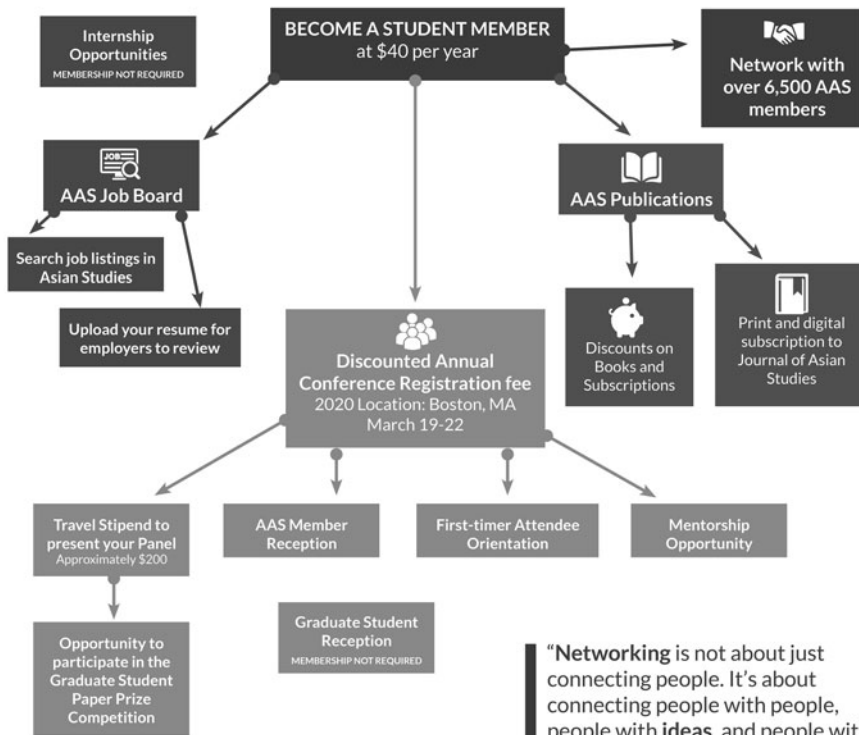 Internship
Opportunities
MEMBERSHIP NOT REQUIRED
BECOME A STUDENT MEMBER
at $40 per year
Network with
over 6,500 AAS
members
JOB
AAS Job Board
AAS Publications
Search job listings in
Asian Studies
Upload your resume for
employers to review
Discounts on
Books and
Subscriptions
Print and digital
subscription to
Journal of Asian
Studies
Discounted Annual
Conference Registration fee
2020 Location: Boston, MA
March 19-22
Travel Stipend to
present your Panel
Approximately $200
AAS Member
Reception
First-timer Attendee
Orientation
Mentorship
Opportunity
Opportunity to
participate in the
Graduate Student
Paper Prize
Competition
Graduate Student
Reception
MEMBERSHIP NOT REQUIRED
“Networking is not about just
connecting people. It’s about
connecting people with people,
people with ideas, and people